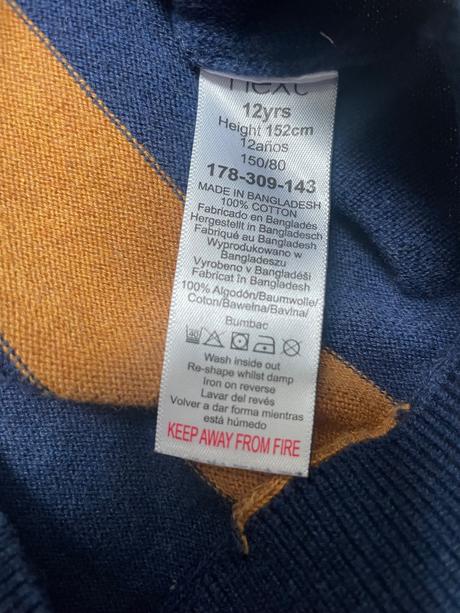 next
12yrs
Height 152cm
12años
150/80
178-309-143
MADE IN BANGLADESH
100% COTTON
Fabricado en Bangladés
Hergestellt in Bangladesch
Fabriqué au Bangladesh
Wyprodukowano w
Bangladeszu
Vyrobeno v Bangladéši
Fabricat în Bangladesh
100% Algodón/Baumwolle/
Coton/Bawełna/Bavlna/
Bumbac
40
Wash inside out
Re-shape whilst damp
Iron on reverse
Lavar del revés
Volver a dar forma mientras
está húmedo
KEEP AWAY FROM FIRE